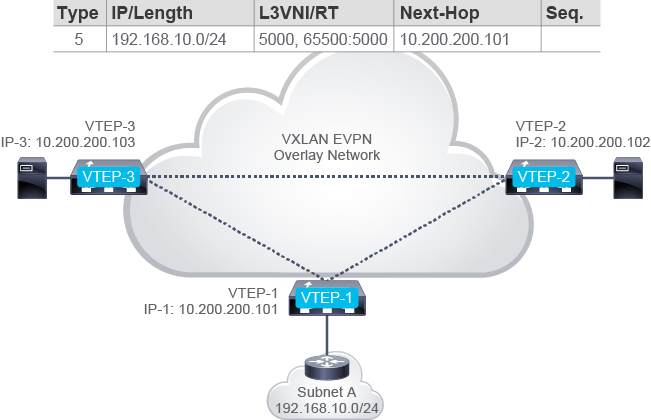 Type IP/Length L3VNI/RT Next-Hop Seq.
5 192.168.10.0/24 5000, 65500:5000 10.200.200.101
VTEP-3
IP-3: 10.200.200.103
VXLAN EVPN
Overlay Network
VTEP-2
IP-2: 10.200.200.102
VTEP-3
VTEP-2
VTEP-1
IP-1: 10.200.200.101
VTEP-1
Subnet A
192.168.10.0/24